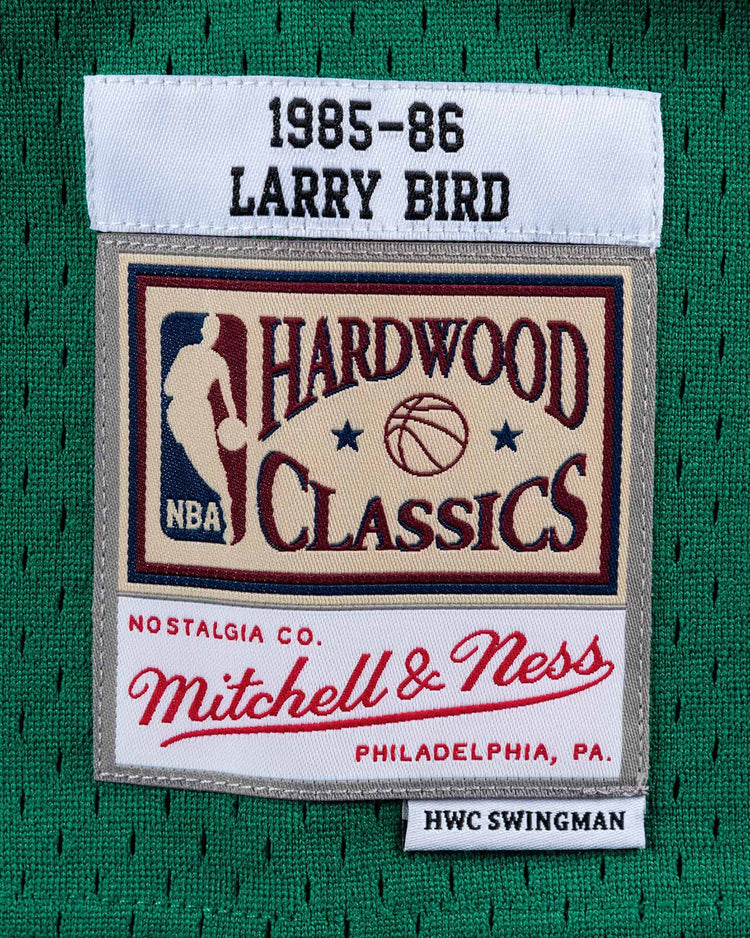 1985-86
LARRY BIRD
HARDWOOD
CLASSICS
NBA
NOSTALGIA CO.
Mitchell & Ness
PHILADELPHIA, PA.
HWC SWINGMAN